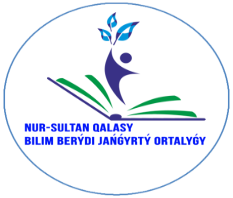 NUR-SULTAN QALASY
BILIM BERÝDI JAŃǴYRTÝ ORTALYǴY